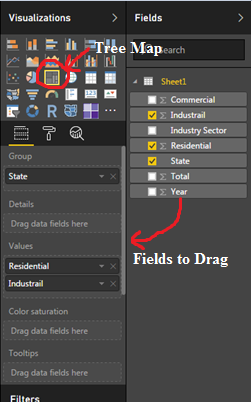 Visualizations
Fields
Tree Map
Search
Sheet1
Commercial
Industrail
Industry Sector
Residential
State
Total
Year
Group
State
Details
Drag data fields here
Values
Residential
Industrail
Fields to Drag
Color saturation
Drag data fields here
Tooltips
Drag data fields here
Filters